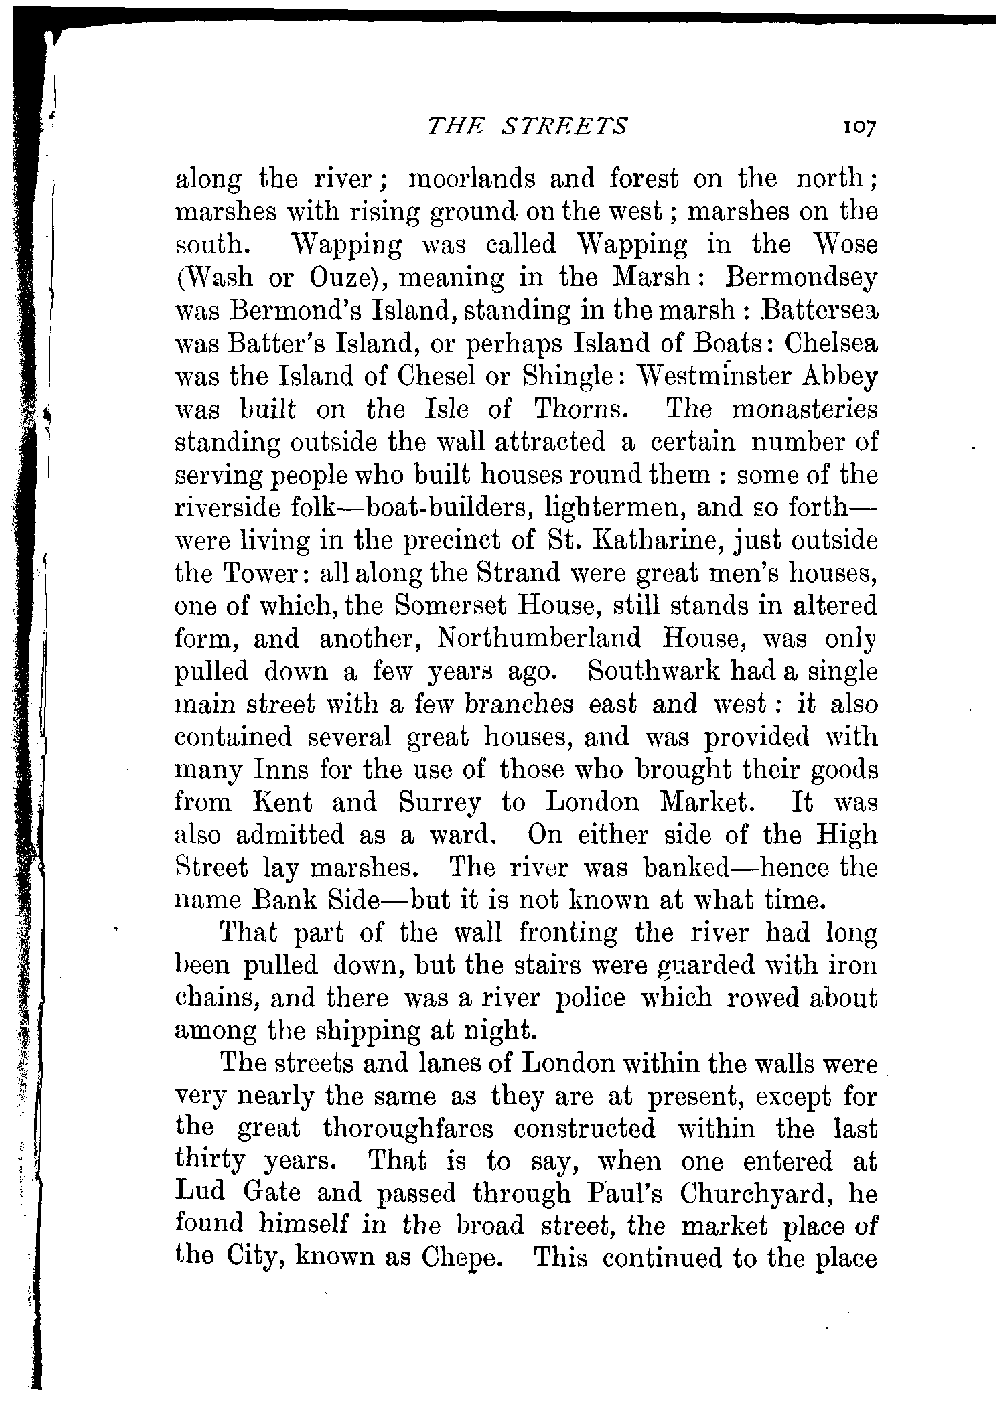 THE STREETS 107
along the river; moorlands and forest on the north;
marshes with rising ground on the west; marshes on the
south. Wapping was called Wapping in the Wose
(Wash or Ouze), meaning in the Marsh: Bermondsey
was Bermond's Island, standing in the marsh: Battersea
was Batter's Island, or perhaps Island of Boats: Chelsea
was the Island of Chesel or Shingle: Westminster Abbey
was built on the Isle of Thorns. The monasteries
standing outside the wall attracted a certain number of
serving people who built houses round them: some of the
riverside folk—boat-builders, lightermen, and so forth—
were living in the precinct of St. Katharine, just outside
the Tower: all along the Strand were great men's houses,
one of which, the Somerset House, still stands in altered
form, and another, Northumberland House, was only
pulled down a few years ago. Southwark had a single
main street with a few branches east and west: it also
contained several great houses, and was provided with
many Inns for the use of those who brought their goods
from Kent and Surrey to London Market. It was
also admitted as a ward. On either side of the High
Street lay marshes. The river was banked—hence the
name Bank Side—but it is not known at what time.
That part of the wall fronting the river had long
been pulled down, but the stairs were guarded with iron
chains, and there was a river police which rowed about
among the shipping at night.
The streets and lanes of London within the walls were
very nearly the same as they are at present, except for
the great thoroughfares constructed within the last
thirty years. That is to say, when one entered at
Lud Gate and passed through Paul's Churchyard, he
found himself in the broad street, the market place of
the City, known as Chepe. This continued to the place